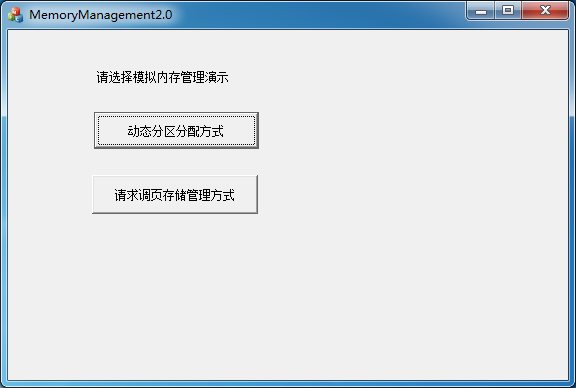 MemoryManagement2.0
请选择模拟内存管理演示
动态分区分配方式
请求调页存储管理方式